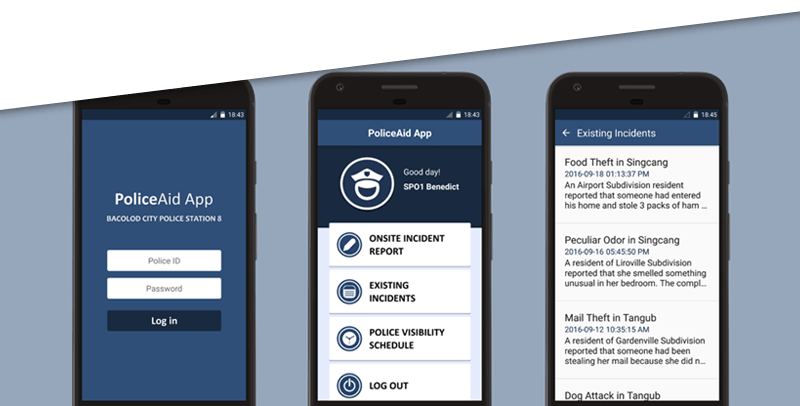 18:43
PoliceAid App
BACOLOD CITY POLICE STATION 8
Police ID
Password
Log in
18:43
PoliceAid App
Good day!
SPO1 Benedict
ONSITE INCIDENT
REPORT
EXISTING
INCIDENTS
POLICE VISIBILITY
SCHEDULE
LOG OUT
18:45
Existing Incidents
Food Theft in Singcang
2016-09-18 01:13:37 PM
An Airport Subdivision resident
reported that someone had entered
his home and stole 3 packs of ham ...
Peculiar Odor in Singcang
2016-09-16 05:45:50 PM
A resident of Liroville Subdivision
reported that she smelled something
unusual in her bedroom. The compl...
Mail Theft in Tangub
2016-09-12 10:35:15 AM
A resident of Gardenville Subdivision
reported that someone had been
stealing her mail because she did n...
Dog Attack in Tangub